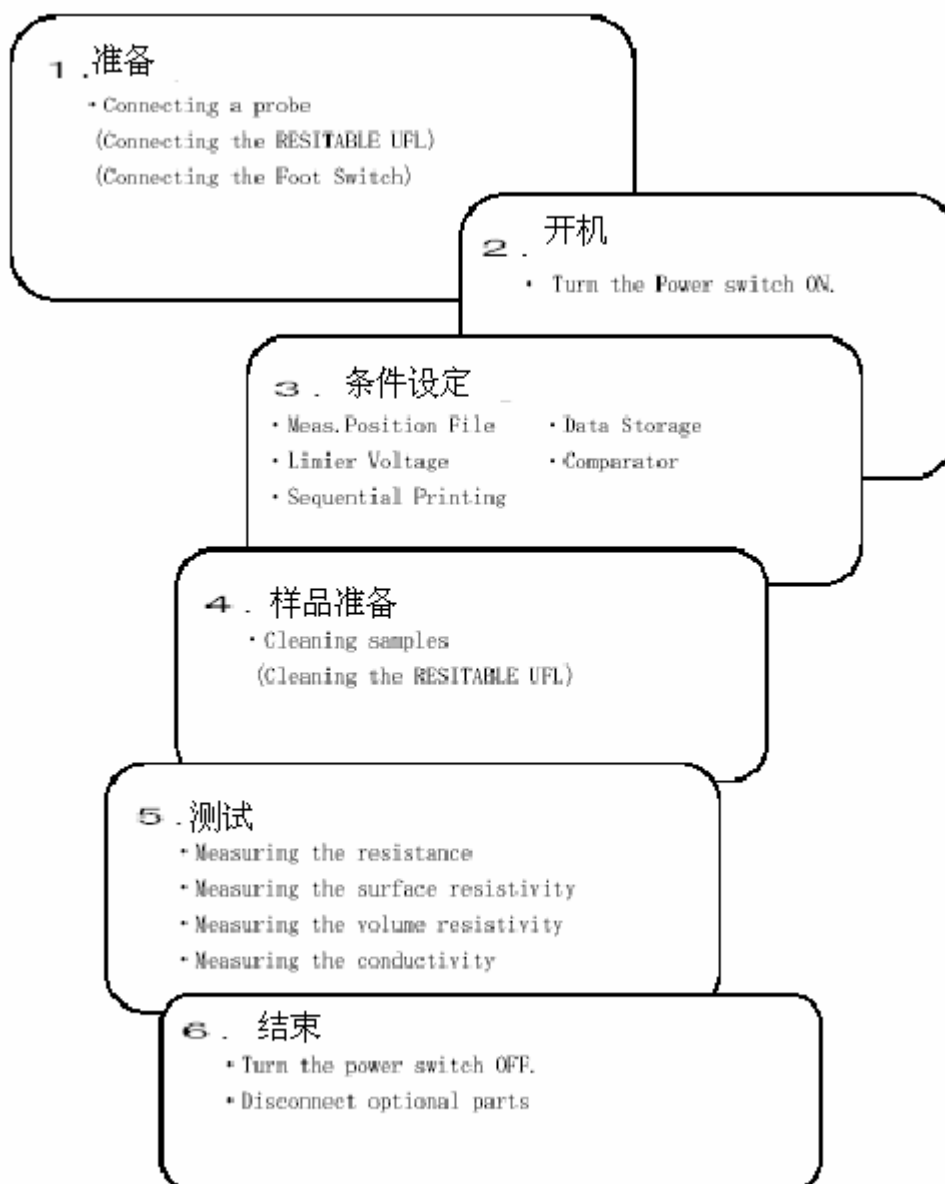 1 .准备
・Connecting a probe
(Connecting the RESITABLE UFL)
(Connecting the Foot Switch)
2 . 开机
・ Turn the Power switch ON.
3 . 条件设定
・Meas.Position File ・Data Storage
・Limier Voltage ・Comparator
・Sequential Printing
4 . 样品准备
・Cleaning samples
(Cleaning the RESITABLE UFL)
5 .测试
・Measuring the resistance
・Measuring the surface resistivity
・Measuring the volume resistivity
・Measuring the conductivity
6 . 结束
・Turn the power switch OFF.
・Disconnect optional parts